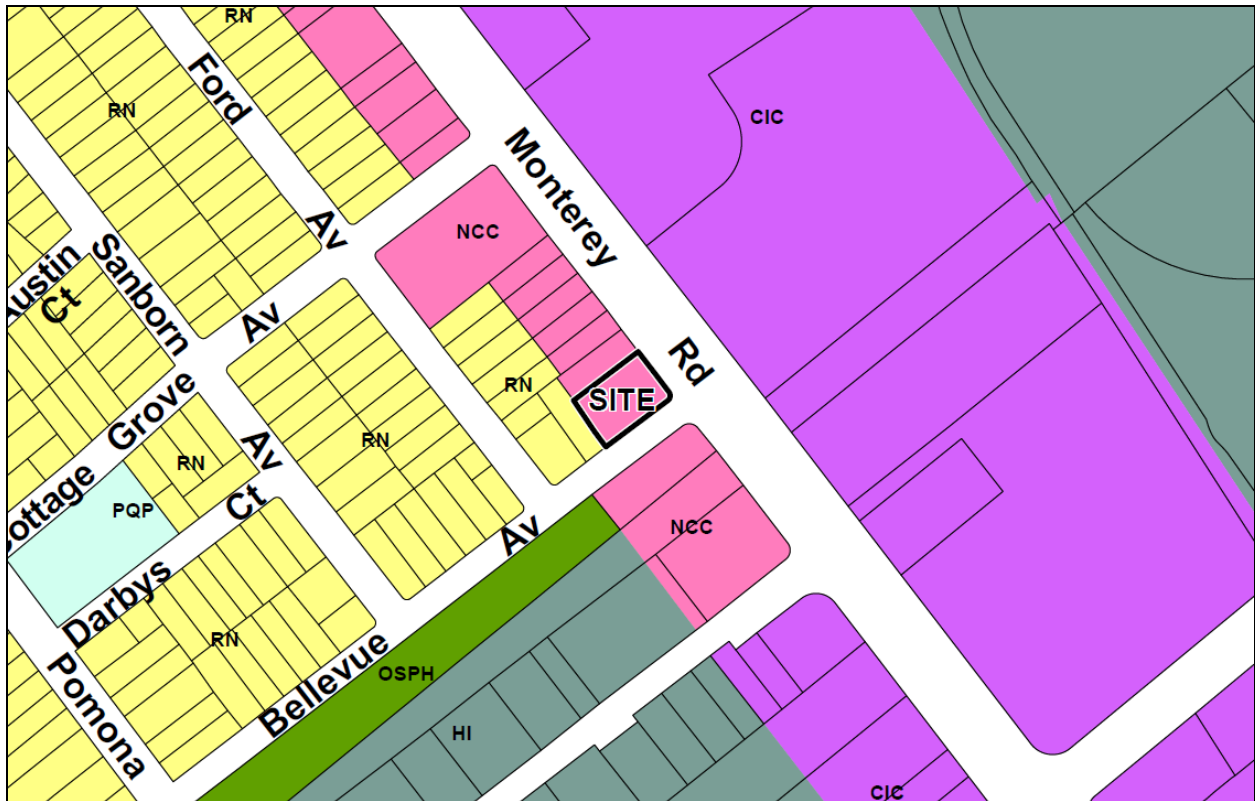 RN
Ford
Av
RN
Monterey
Rd
CIC
NCC
Austin
Ct
Sanborn
Av
Cottage Grove
Av
RN
SITE
RN
RN
PQP
Darbys
Ct
NCC
Bellevue
Av
RN
OSPH
Pomona
HI
CIC